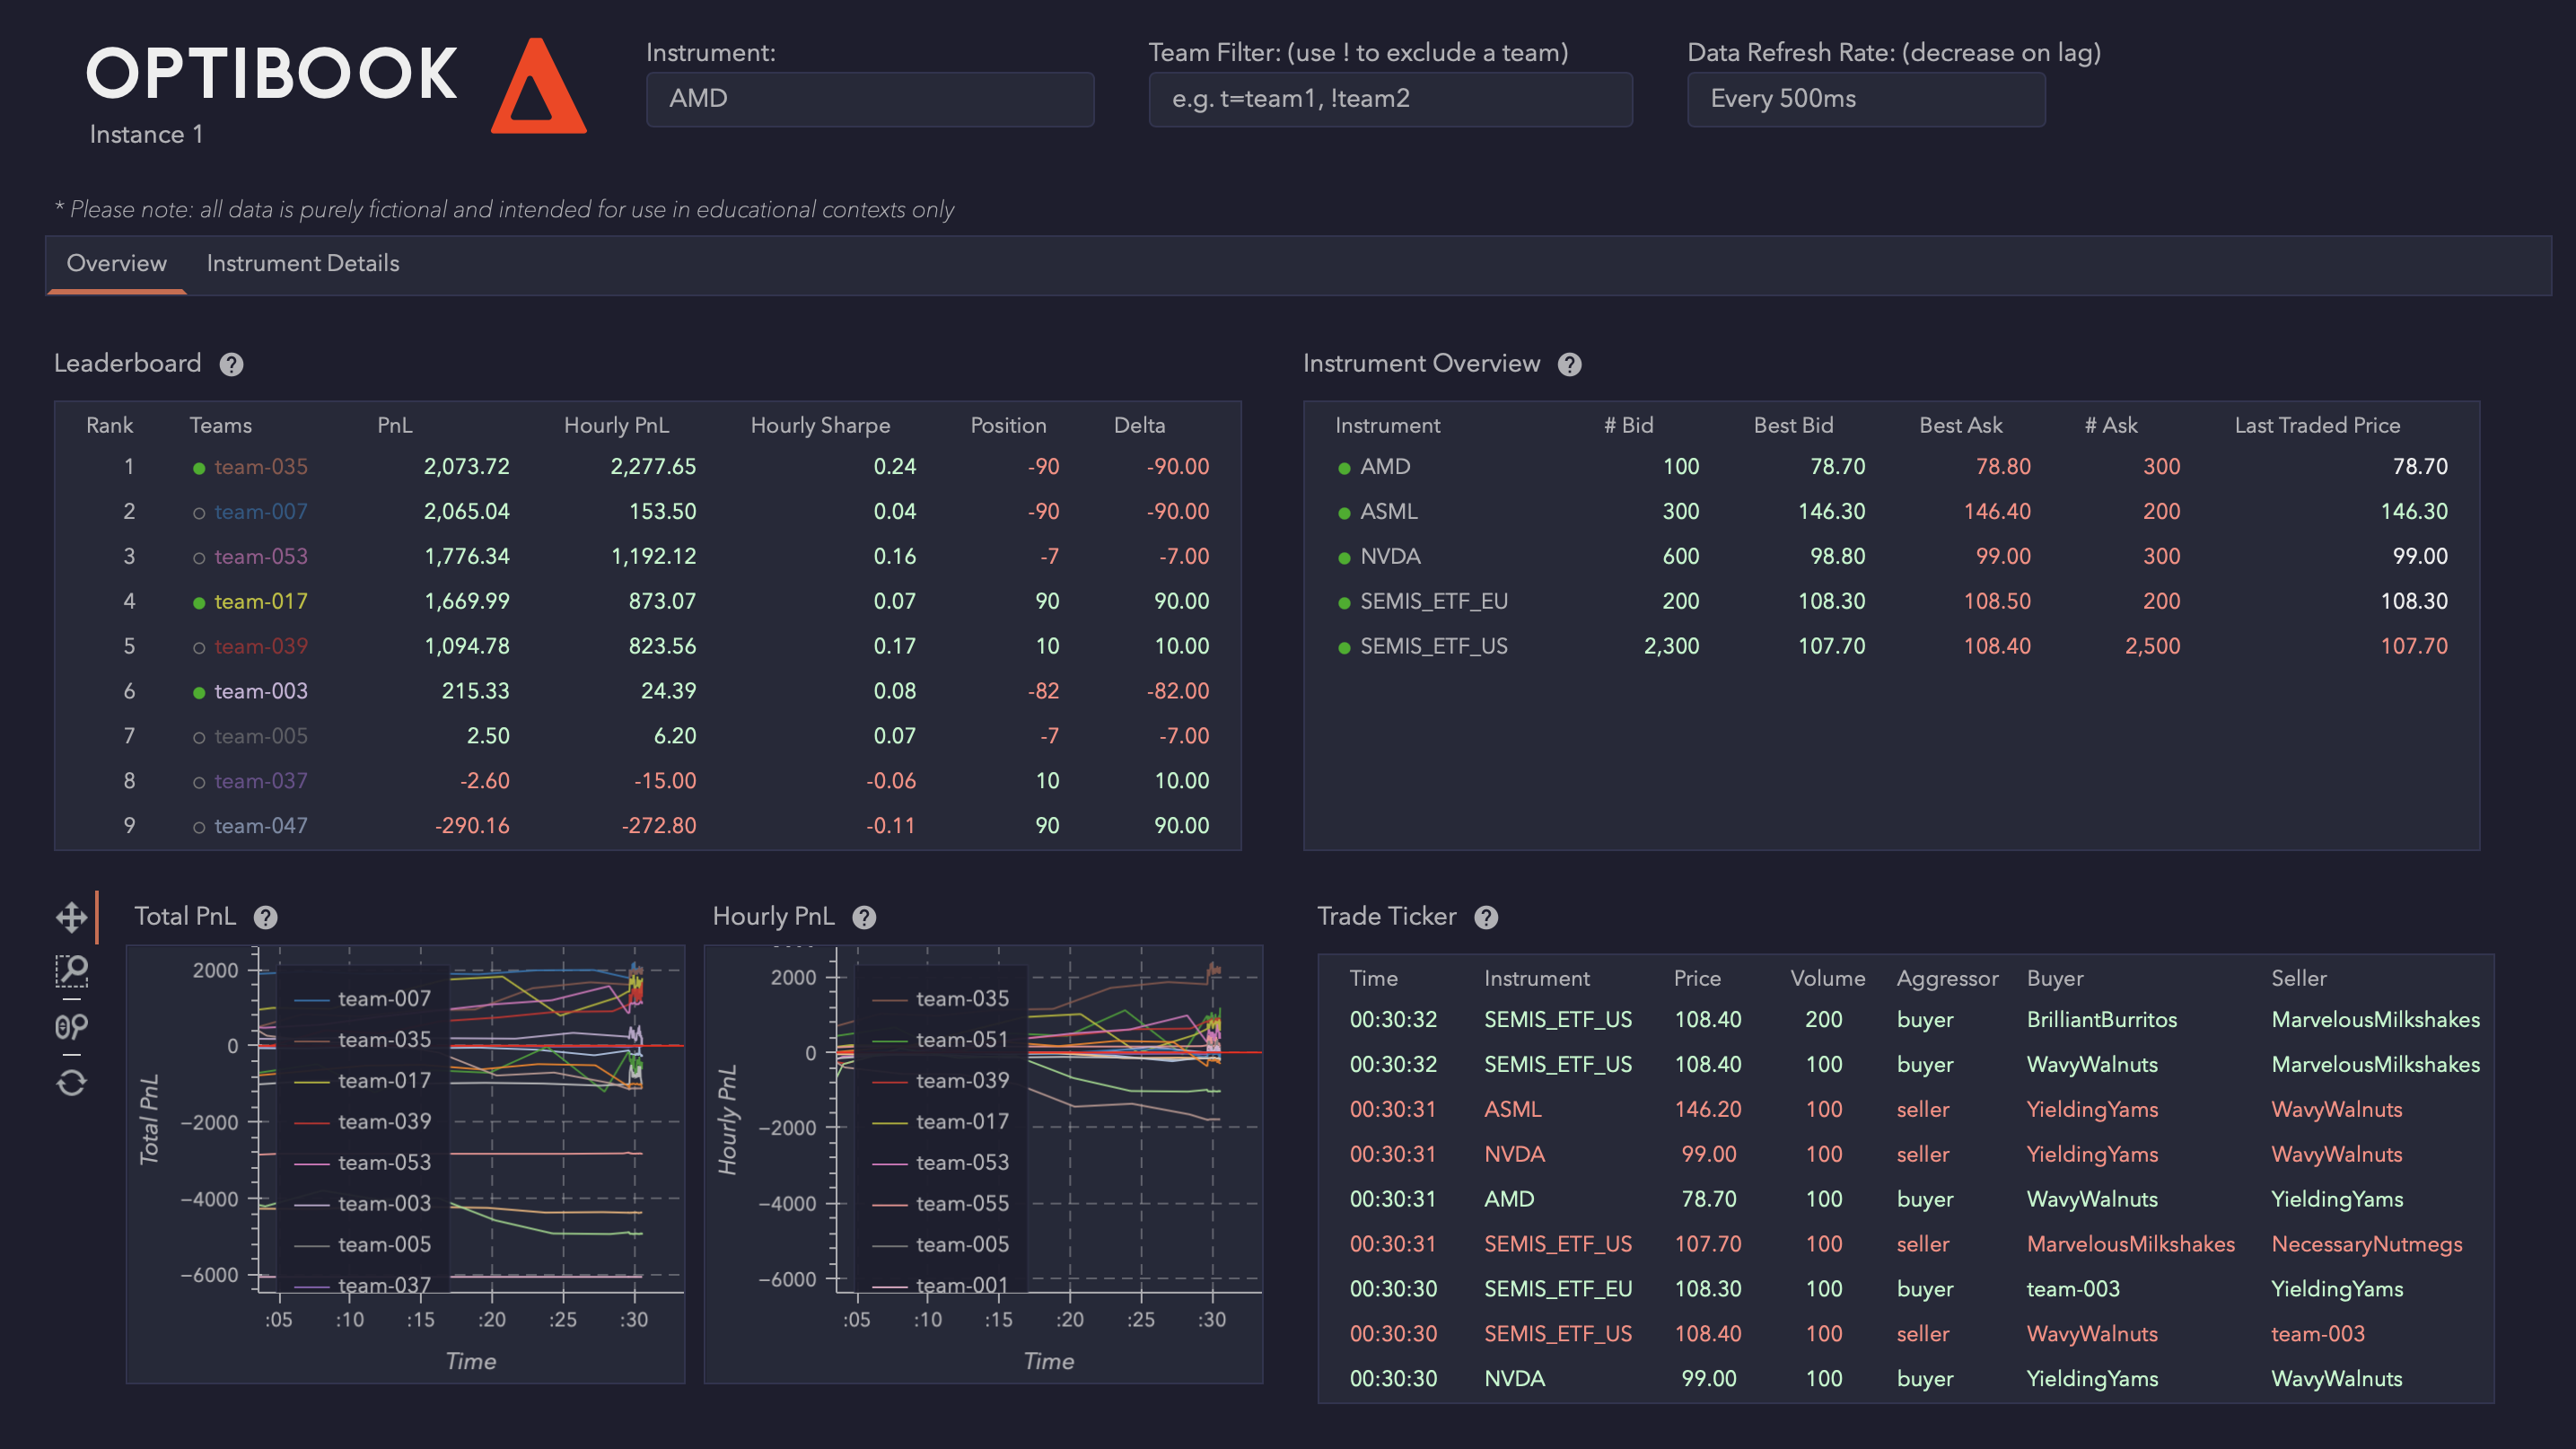 OPTIBOOK
Instance 1
Instrument:
AMD
Team Filter: (use ! to exclude a team)
e.g. t=team1, !team2
Data Refresh Rate: (decrease on lag)
Every 500ms
* Please note: all data is purely fictional and intended for use in educational contexts only
Overview Instrument Details
Leaderboard ?
Rank Teams PnL Hourly PnL Hourly Sharpe Position Delta
1 team-035 2,073.72 2,277.65 0.24 -90 -90.00
2 team-007 2,065.04 153.50 0.04 -90 -90.00
3 team-053 1,776.34 1,192.12 0.16 -7 -7.00
4 team-017 1,669.99 873.07 0.07 90 90.00
5 team-039 1,094.78 823.56 0.17 10 10.00
6 team-003 215.33 24.39 0.08 -82 -82.00
7 team-005 2.50 6.20 0.07 -7 -7.00
8 team-037 -2.60 -15.00 -0.06 10 10.00
9 team-047 -290.16 -272.80 -0.11 90 90.00
Instrument Overview ?
Instrument # Bid Best Bid Best Ask # Ask Last Traded Price
AMD 100 78.70 78.80 300 78.70
ASML 300 146.30 146.40 200 146.30
NVDA 600 98.80 99.00 300 99.00
SEMIS_ETF_EU 200 108.30 108.50 200 108.30
SEMIS_ETF_US 2,300 107.70 108.40 2,500 107.70
Total PnL ?
2000
0
−2000
−4000
−6000
Total PnL
team-007
team-035
team-017
team-039
team-053
team-003
team-005
team-037
:05 :10 :15 :20 :25 :30
Time
Hourly PnL ?
2000
0
−2000
−4000
−6000
Hourly PnL
team-035
team-051
team-039
team-017
team-053
team-055
team-005
team-001
:05 :10 :15 :20 :25 :30
Time
Trade Ticker ?
Time Instrument Price Volume Aggressor Buyer Seller
00:30:32 SEMIS_ETF_US 108.40 200 buyer BrilliantBurritos MarvelousMilkshakes
00:30:32 SEMIS_ETF_US 108.40 100 buyer WavyWalnuts MarvelousMilkshakes
00:30:31 ASML 146.20 100 seller YieldingYams WavyWalnuts
00:30:31 NVDA 99.00 100 seller YieldingYams WavyWalnuts
00:30:31 AMD 78.70 100 buyer WavyWalnuts YieldingYams
00:30:31 SEMIS_ETF_US 107.70 100 seller MarvelousMilkshakes NecessaryNutmegs
00:30:30 SEMIS_ETF_EU 108.30 100 buyer team-003 YieldingYams
00:30:30 SEMIS_ETF_US 108.40 100 seller WavyWalnuts team-003
00:30:30 NVDA 99.00 100 buyer YieldingYams WavyWalnuts